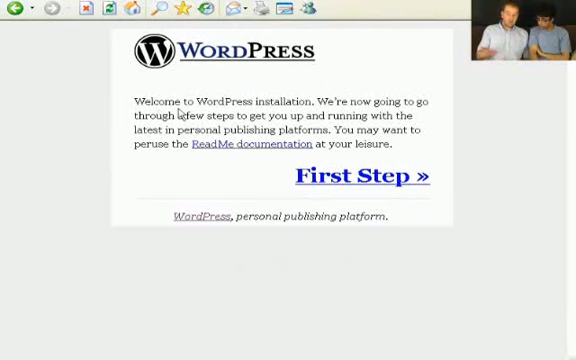 WORDPRESS
Welcome to WordPress installation. We're now going to go
through a few steps to get you up and running with the
latest in personal publishing platforms. You may want to
peruse the ReadMe documentation at your leisure.
First Step »
WordPress, personal publishing platform.